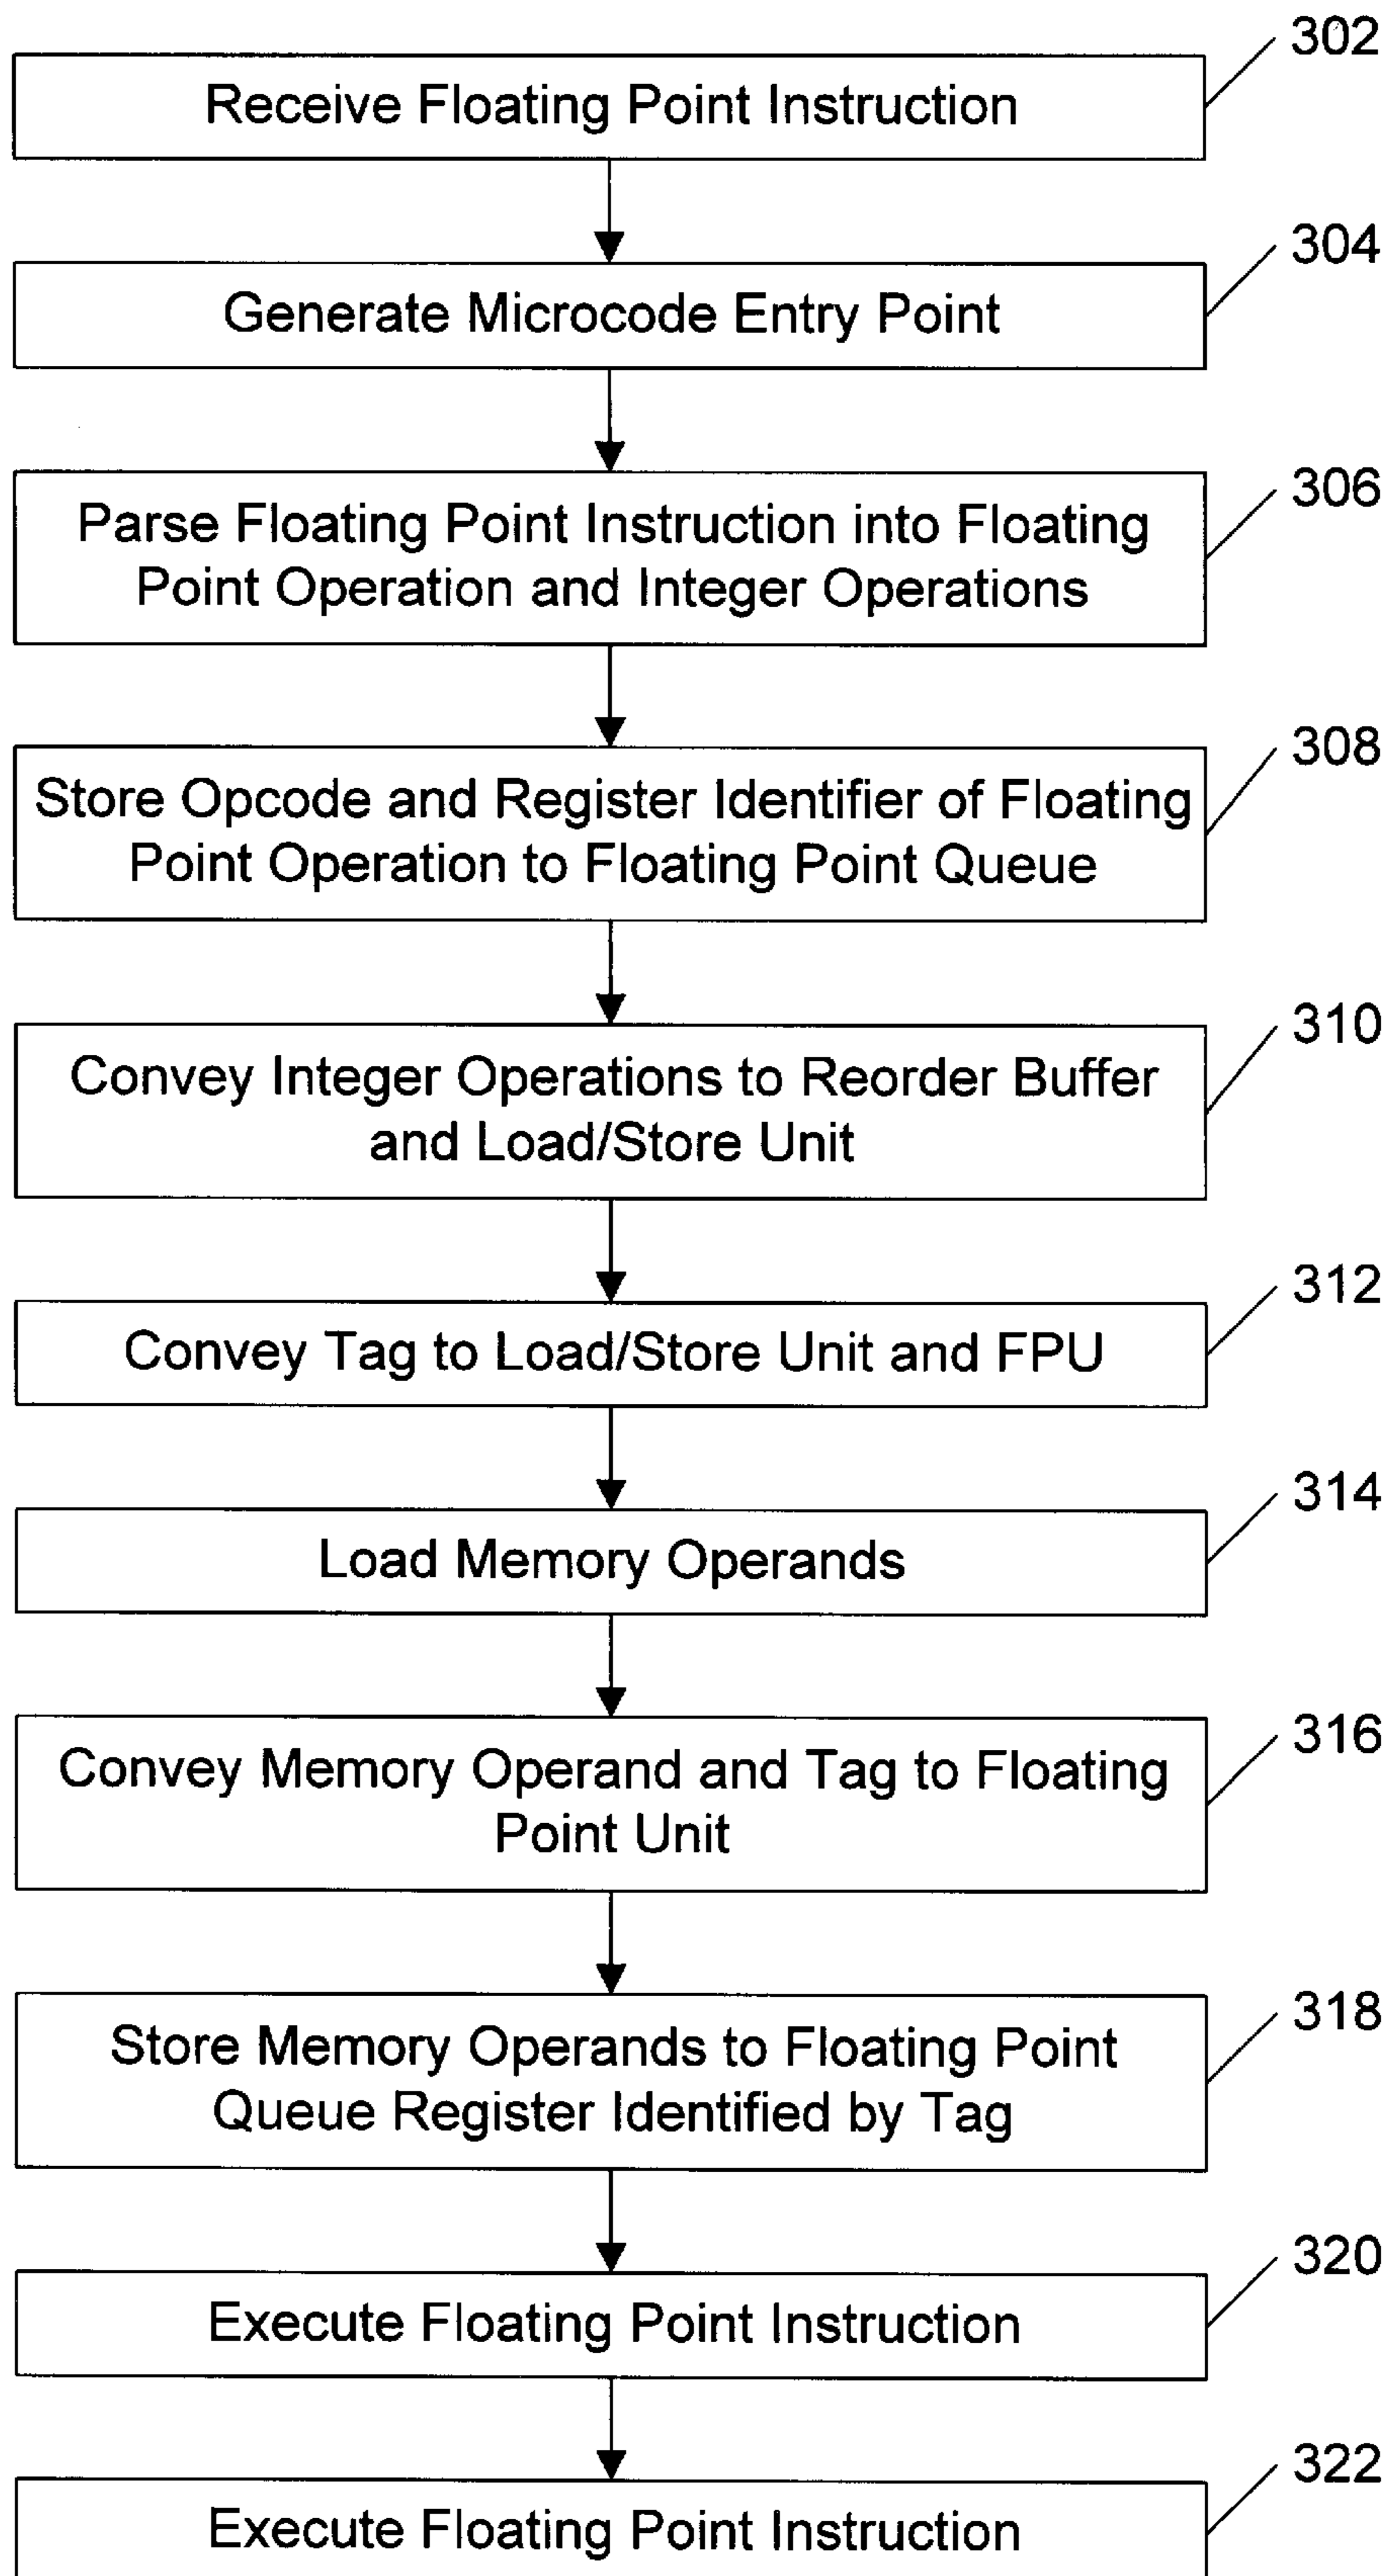 302
Receive Floating Point Instruction
304
Generate Microcode Entry Point
306
Parse Floating Point Instruction into Floating
Point Operation and Integer Operations
308
Store Opcode and Register Identifier of Floating
Point Operation to Floating Point Queue
310
Convey Integer Operations to Reorder Buffer
and Load/Store Unit
312
Convey Tag to Load/Store Unit and FPU
314
Load Memory Operands
316
Convey Memory Operand and Tag to Floating
Point Unit
318
Store Memory Operands to Floating Point
Queue Register Identified by Tag
320
Execute Floating Point Instruction
322
Execute Floating Point Instruction